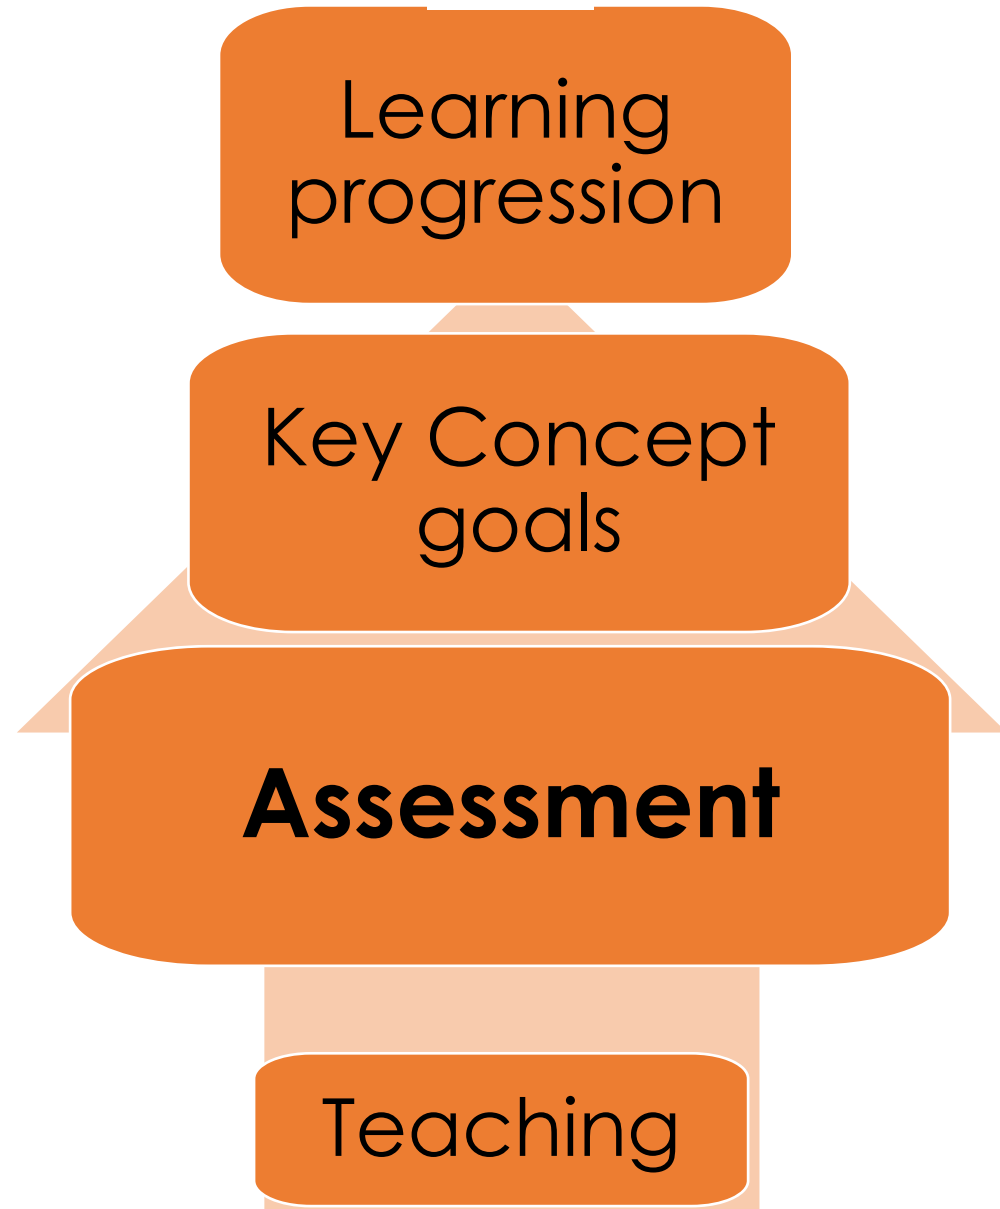 Learning
progression
Key Concept
goals
Assessment
Teaching